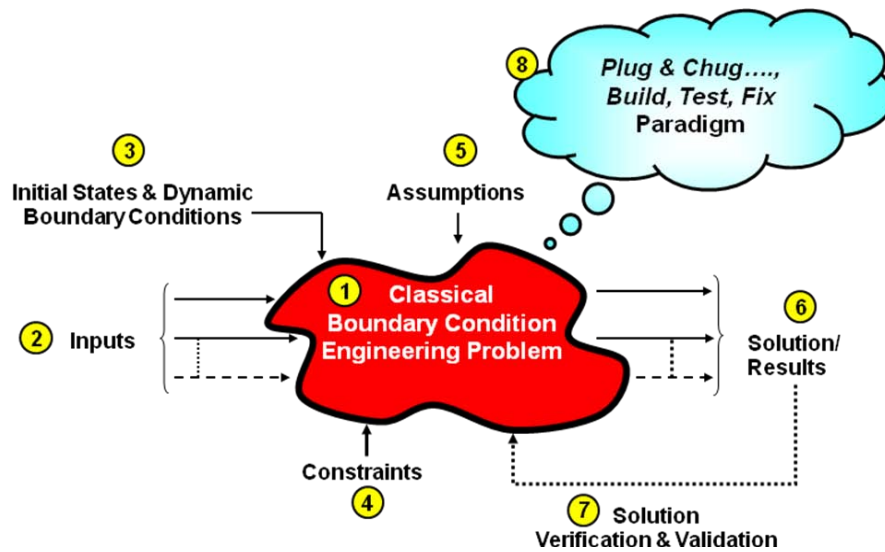 8
Plug & Chug....,
Build, Test, Fix
Paradigm
3
Initial States & Dynamic
Boundary Conditions
5
Assumptions
1
Classical
Boundary Condition
Engineering Problem
2 Inputs
6
Solution/
Results
Constraints
4
7 Solution
Verification & Validation